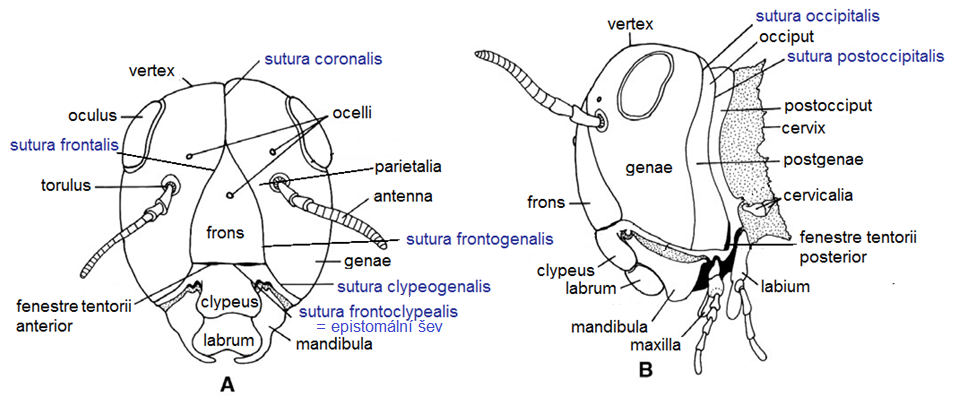 vertex
sutura coronalis
oculus
ocelli
sutura frontalis
torulus
parietalia
antenna
frons
sutura frontogenalis
genae
fenestre tentorii
anterior
clypeus
sutura clypeogenalis
sutura frontoclypealis
= epistomální šev
labrum
mandibula
A
vertex
sutura occipitalis
occiput
sutura postoccipitalis
postocciput
cervix
genae
postgenae
cervicalia
frons
fenestre tentorii
posterior
clypeus
labrum
labium
mandibula
maxilla
B